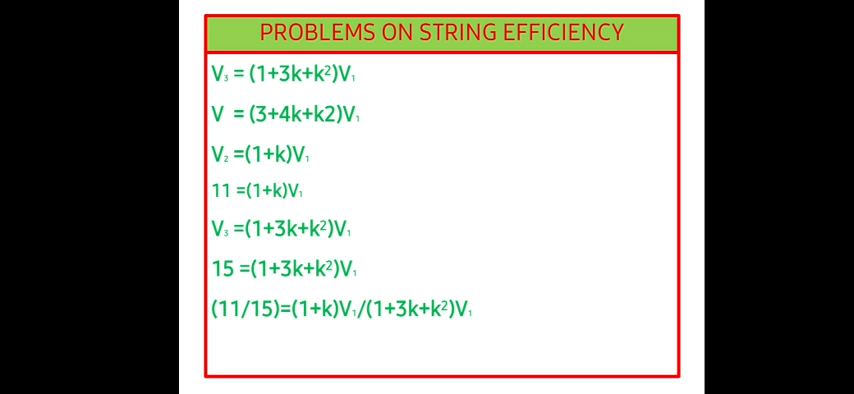 PROBLEMS ON STRING EFFICIENCY
V₃ = (1+3k+k²)V₁
V = (3+4k+k2)V₁
V₂ =(1+k)V₁
11 =(1+k)V₁
V₃ =(1+3k+k²)V₁
15 =(1+3k+k²)V₁
(11/15)=(1+k)V₁/(1+3k+k²)V₁